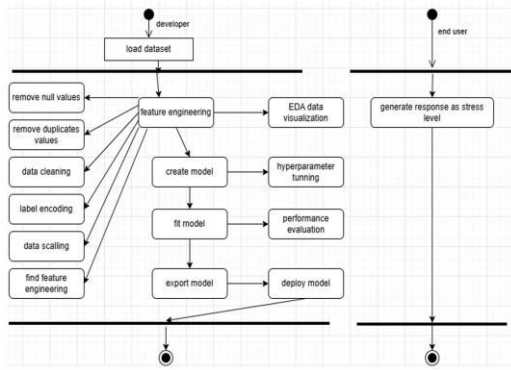 developer
end user
load dataset
remove null values
feature engineering
EDA data
visualization
generate response as stress
level
remove duplicates
values
data cleaning
create model
hyperparameter
tunning
label encoding
fit model
performance
evaluation
data scalling
find feature
engineering
export model
deploy model